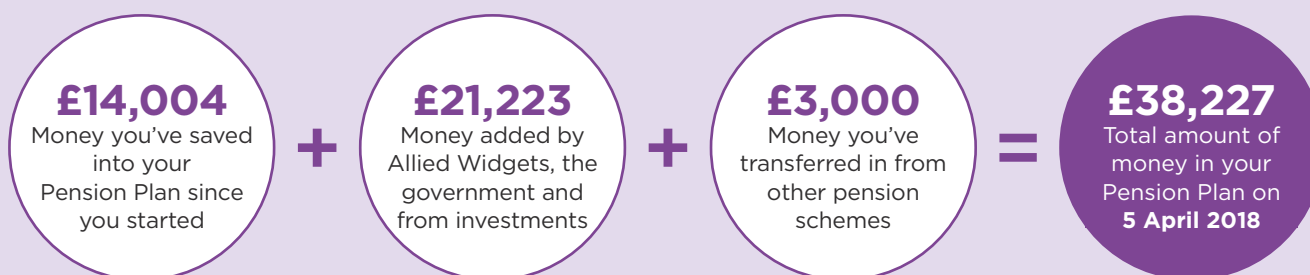 £14,004
Money you've saved
into your
Pension Plan since
you started
+
£21,223
Money added by
Allied Widgets, the
government and
from investments
+
£3,000
Money you've
transferred in from
other pension
schemes
=
£38,227
Total amount of
money in your
Pension Plan on
5 April 2018